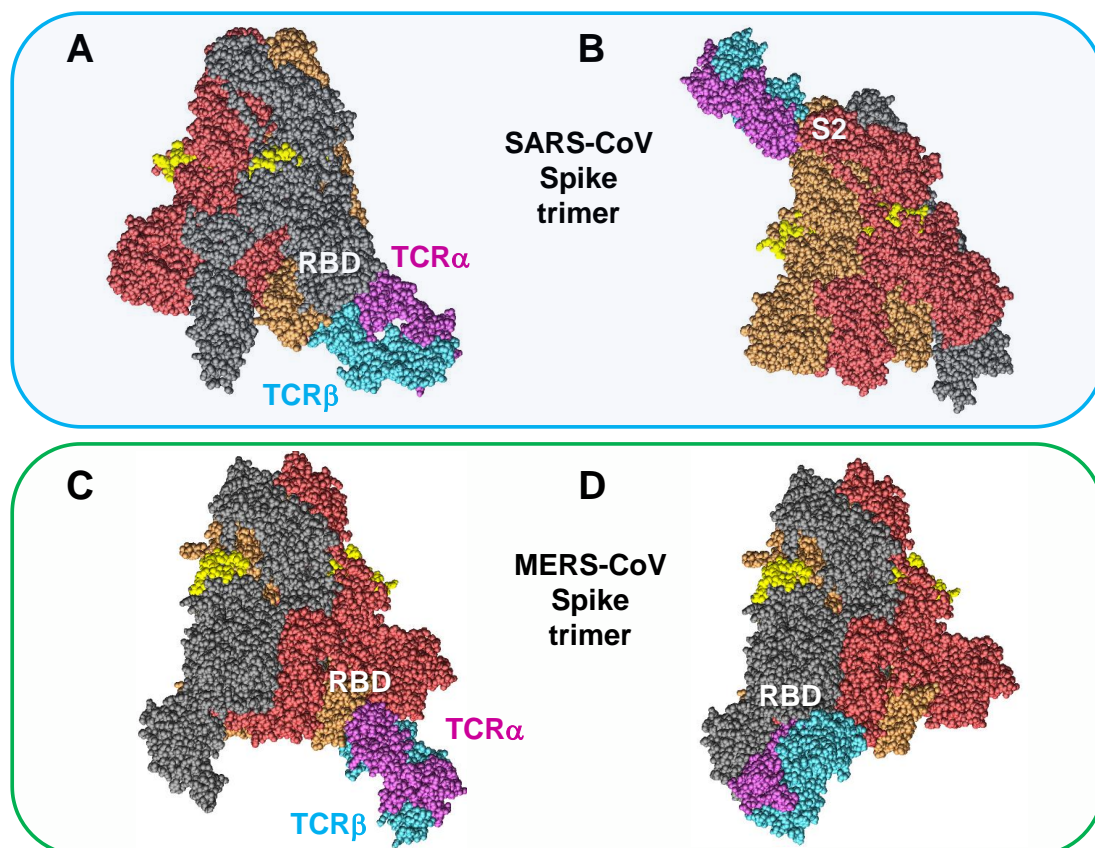 A
B
SARS-CoV
Spike
trimer
S2
RBD
TCRα
TCRβ
C
D
MERS-CoV
Spike
trimer
RBD
RBD
TCRα
TCRβ